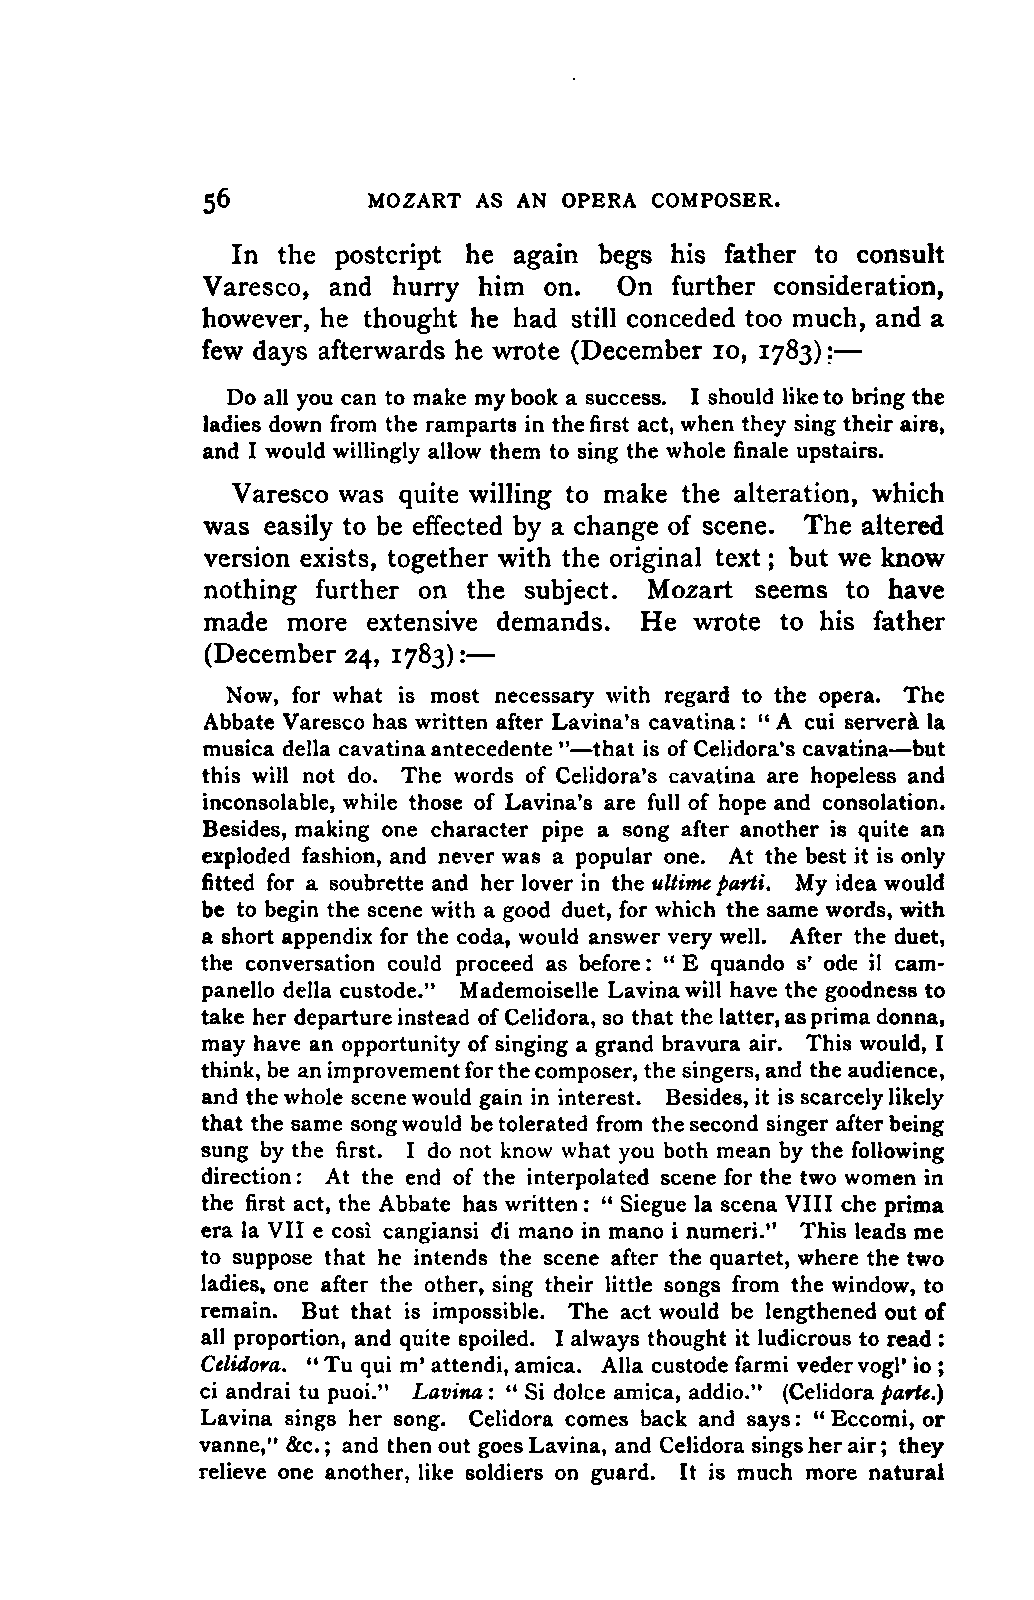 56 MOZART AS AN OPERA COMPOSER.
In the postcript he again begs his father to consult
Varesco, and hurry him on. On further consideration,
however, he thought he had still conceded too much, and a
few days afterwards he wrote (December 10, 1783):—
Do all you can to make my book a success. I should like to bring the
ladies down from the ramparts in the first act, when they sing their airs,
and I would willingly allow them to sing the whole finale upstairs.
Varesco was quite willing to make the alteration, which
was easily to be effected by a change of scene. The altered
version exists, together with the original text; but we know
nothing further on the subject. Mozart seems to have
made more extensive demands. He wrote to his father
(December 24, 1783):—
Now, for what is most necessary with regard to the opera. The
Abbate Varesco has written after Lavina's cavatina: "A cui serverà la
musica della cavatina antecedente"—that is of Celidora's cavatina—but
this will not do. The words of Celidora's cavatina are hopeless and
inconsolable, while those of Lavina's are full of hope and consolation.
Besides, making one character pipe a song after another is quite an
exploded fashion, and never was a popular one. At the best it is only
fitted for a soubrette and her lover in the ultime parti. My idea would
be to begin the scene with a good duet, for which the same words, with
a short appendix for the coda, would answer very well. After the duet,
the conversation could proceed as before: "E quando s' ode il cam-
panello della custode." Mademoiselle Lavina will have the goodness to
take her departure instead of Celidora, so that the latter, as prima donna,
may have an opportunity of singing a grand bravura air. This would, I
think, be an improvement for the composer, the singers, and the audience,
and the whole scene would gain in interest. Besides, it is scarcely likely
that the same song would be tolerated from the second singer after being
sung by the first. I do not know what you both mean by the following
direction: At the end of the interpolated scene for the two women in
the first act, the Abbate has written: "Siegue la scena VIII che prima
era la VII e così cangiansi di mano in mano i numeri." This leads me
to suppose that he intends the scene after the quartet, where the two
ladies, one after the other, sing their little songs from the window, to
remain. But that is impossible. The act would be lengthened out of
all proportion, and quite spoiled. I always thought it ludicrous to read:
Celidora. "Tu qui m' attendi, amica. Alla custode farmi veder vogl' io;
ci andrai tu puoi." Lavina: "Si dolce amica, addio." (Celidora parte.)
Lavina sings her song. Celidora comes back and says: "Eccomi, or
vanne," &c.; and then out goes Lavina, and Celidora sings her air; they
relieve one another, like soldiers on guard. It is much more natural